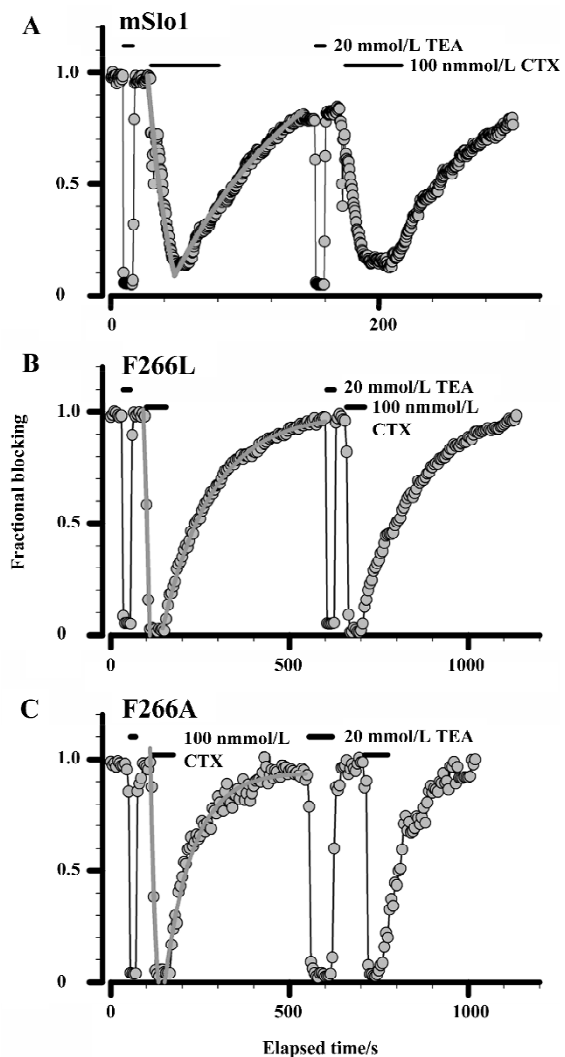 A
mSlo1
20 mmol/L TEA
100 nmmol/L CTX
1.0
0.5
0
0
200
B
F266L
20 mmol/L TEA
100 nmmol/L
CTX
1.0
0.5
0
0
500
1000
Fractional blocking
C
F266A
100 nmmol/L
CTX
20 mmol/L TEA
1.0
0.5
0
0
500
1000
Elapsed time/s